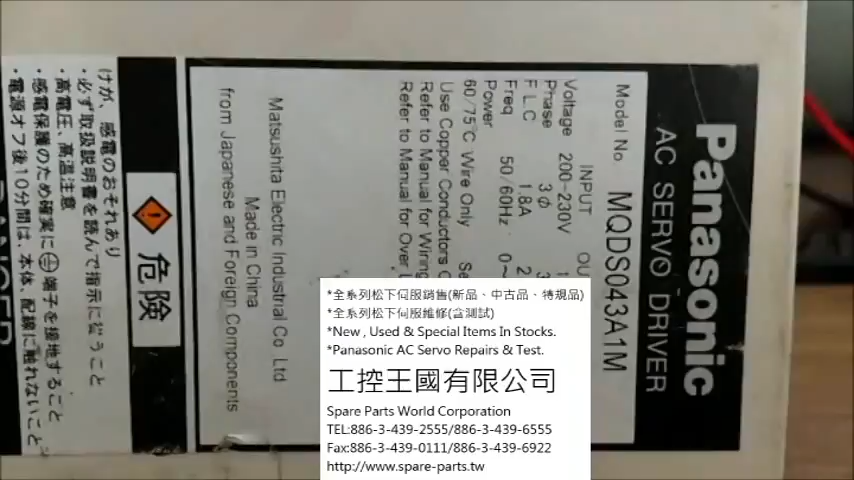 Panasonic
AC SERVO DRIVER
Model No. MQDS043A1M
INPUT OU
Voltage 200-230V
Phase 3φ 3
F.L.C 1.8A 2.
Freq 50/60Hz 0~
Power
60/75℃ Wire Only Se
Use Copper Conductors O
Refer to Manual for Wiring
Refer to Manual for Over
Matsushita Electric Industrial Co. Ltd
Made in China
from Japanese and Foreign Components
危険
けが、感電のおそれあり
・必ず取扱説明書を読んで指示に従うこと
・高電圧、高温注意
・感電保護のため確実に端子を接地すること
・電源オフ後10分間は、本体、配線に触れないこと
DANGER
*全系列松下伺服銷售(新品、中古品、特規品)
*全系列松下伺服維修(含測試)
*New , Used & Special Items In Stocks.
*Panasonic AC Servo Repairs & Test.
工控王國有限公司
Spare Parts World Corporation
TEL:886-3-439-2555/886-3-439-6555
Fax:886-3-439-0111/886-3-439-6922
http://www.spare-parts.tw